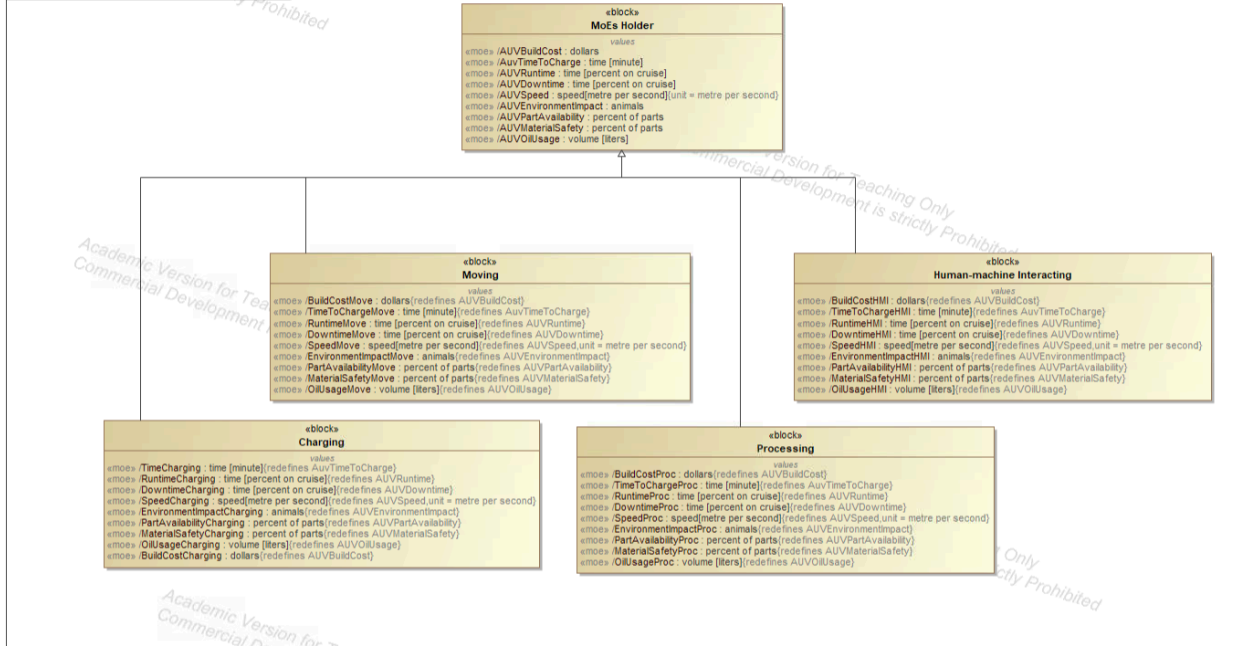 Prohibited
«block»
MoEs Holder
values
«moe» /AUVBuildCost : dollars
«moe» /AuvTimeToCharge : time [minute]
«moe» /AUVRuntime : time [percent on cruise]
«moe» /AUVDowntime : time [percent on cruise]
«moe» /AUVSpeed : speed[metre per second]{unit = metre per second}
«moe» /AUVEnvironmentImpact : animals
«moe» /AUVPartAvailability : percent of parts
«moe» /AUVMaterialSafety : percent of parts
«moe» /AUVOilUsage : volume [liters]
Version for Teaching Only
Commercial Development is strictly Prohibited
Academic Version for Tea
Commercial Development
«block»
Moving
values
«moe» /BuildCostMove : dollars{redefines AUVBuildCost}
«moe» /TimeToChargeMove : time [minute]{redefines AuvTimeToCharge}
«moe» /RuntimeMove : time [percent on cruise]{redefines AUVRuntime}
«moe» /DowntimeMove : time [percent on cruise]{redefines AUVDowntime}
«moe» /SpeedMove : speed[metre per second]{redefines AUVSpeed,unit = metre per second}
«moe» /EnvironmentImpactMove : animals{redefines AUVEnvironmentImpact}
«moe» /PartAvailabilityMove : percent of parts{redefines AUVPartAvailability}
«moe» /MaterialSafetyMove : percent of parts{redefines AUVMaterialSafety}
«moe» /OilUsageMove : volume [liters]{redefines AUVOilUsage}
«block»
Human-machine Interacting
values
«moe» /BuildCostHMI : dollars{redefines AUVBuildCost}
«moe» /TimeToChargeHMI : time [minute]{redefines AuvTimeToCharge}
«moe» /RuntimeHMI : time [percent on cruise]{redefines AUVRuntime}
«moe» /DowntimeHMI : time [percent on cruise]{redefines AUVDowntime}
«moe» /SpeedHMI : speed[metre per second]{redefines AUVSpeed,unit = metre per second}
«moe» /EnvironmentImpactHMI : animals{redefines AUVEnvironmentImpact}
«moe» /PartAvailabilityHMI : percent of parts{redefines AUVPartAvailability}
«moe» /MaterialSafetyHMI : percent of parts{redefines AUVMaterialSafety}
«moe» /OilUsageHMI : volume [liters]{redefines AUVOilUsage}
«block»
Charging
values
«moe» /TimeCharging : time [minute]{redefines AuvTimeToCharge}
«moe» /RuntimeCharging : time [percent on cruise]{redefines AUVRuntime}
«moe» /DowntimeCharging : time [percent on cruise]{redefines AUVDowntime}
«moe» /SpeedCharging : speed[metre per second]{redefines AUVSpeed,unit = metre per second}
«moe» /EnvironmentImpactCharging : animals{redefines AUVEnvironmentImpact}
«moe» /PartAvailabilityCharging : percent of parts{redefines AUVPartAvailability}
«moe» /MaterialSafetyCharging : percent of parts{redefines AUVMaterialSafety}
«moe» /OilUsageCharging : volume [liters]{redefines AUVOilUsage}
«moe» /BuildCostCharging : dollars{redefines AUVBuildCost}
«block»
Processing
values
«moe» /BuildCostProc : dollars{redefines AUVBuildCost}
«moe» /TimeToChargeProc : time [minute]{redefines AuvTimeToCharge}
«moe» /RuntimeProc : time [percent on cruise]{redefines AUVRuntime}
«moe» /DowntimeProc : time [percent on cruise]{redefines AUVDowntime}
«moe» /SpeedProc : speed[metre per second]{redefines AUVSpeed,unit = metre per second}
«moe» /EnvironmentImpactProc : animals{redefines AUVEnvironmentImpact}
«moe» /PartAvailabilityProc : percent of parts{redefines AUVPartAvailability}
«moe» /MaterialSafetyProc : percent of parts{redefines AUVMaterialSafety}
«moe» /OilUsageProc : volume [liters]{redefines AUVOilUsage}
Only
Prohibited
Academic Version for
Commercial